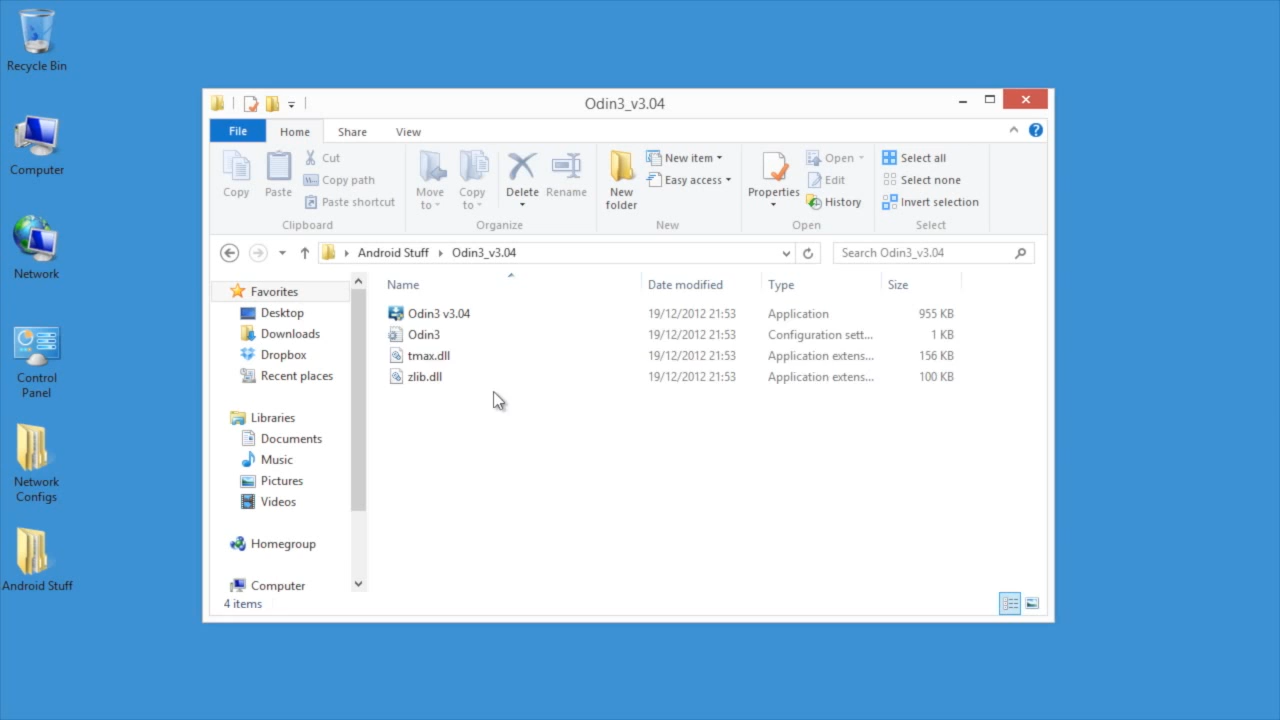 Recycle Bin
Computer
Network
Control
Panel
Network
Configs
Android Stuff
Odin3_v3.04
File Home Share View
Copy
Paste
Cut
Copy path
Paste shortcut
Clipboard
Move
to
Copy
to
Delete
Rename
Organize
New
folder
New item
Easy access
New
Properties
Open
Edit
History
Open
Select all
Select none
Invert selection
Select
Android Stuff Odin3_v3.04
Search Odin3_v3.04
Favorites
Desktop
Downloads
Dropbox
Recent places
Libraries
Documents
Music
Pictures
Videos
Homegroup
Computer
Name Date modified Type Size
Odin3 v3.04 19/12/2012 21:53 Application 955 KB
Odin3 19/12/2012 21:53 Configuration sett... 1 KB
tmax.dll 19/12/2012 21:53 Application extens... 156 KB
zlib.dll 19/12/2012 21:53 Application extens... 100 KB
4 items